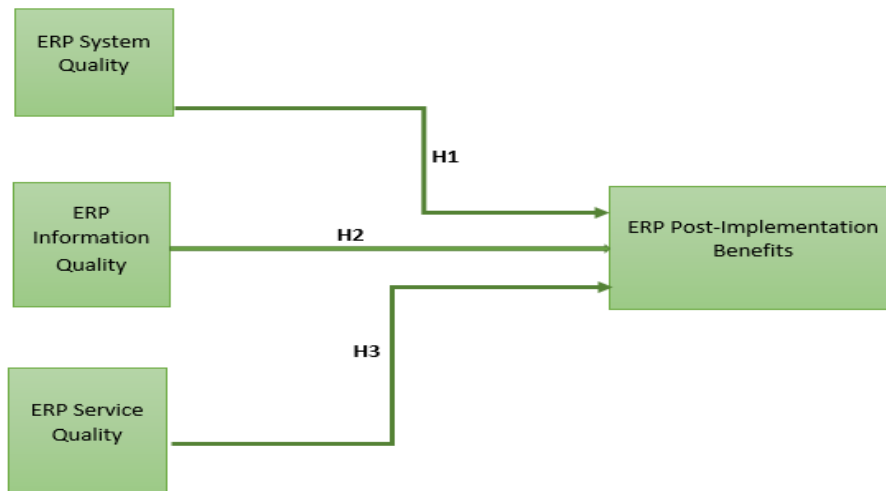 ERP System
Quality
H1
ERP
Information
Quality
H2
ERP Post-Implementation
Benefits
H3
ERP Service
Quality